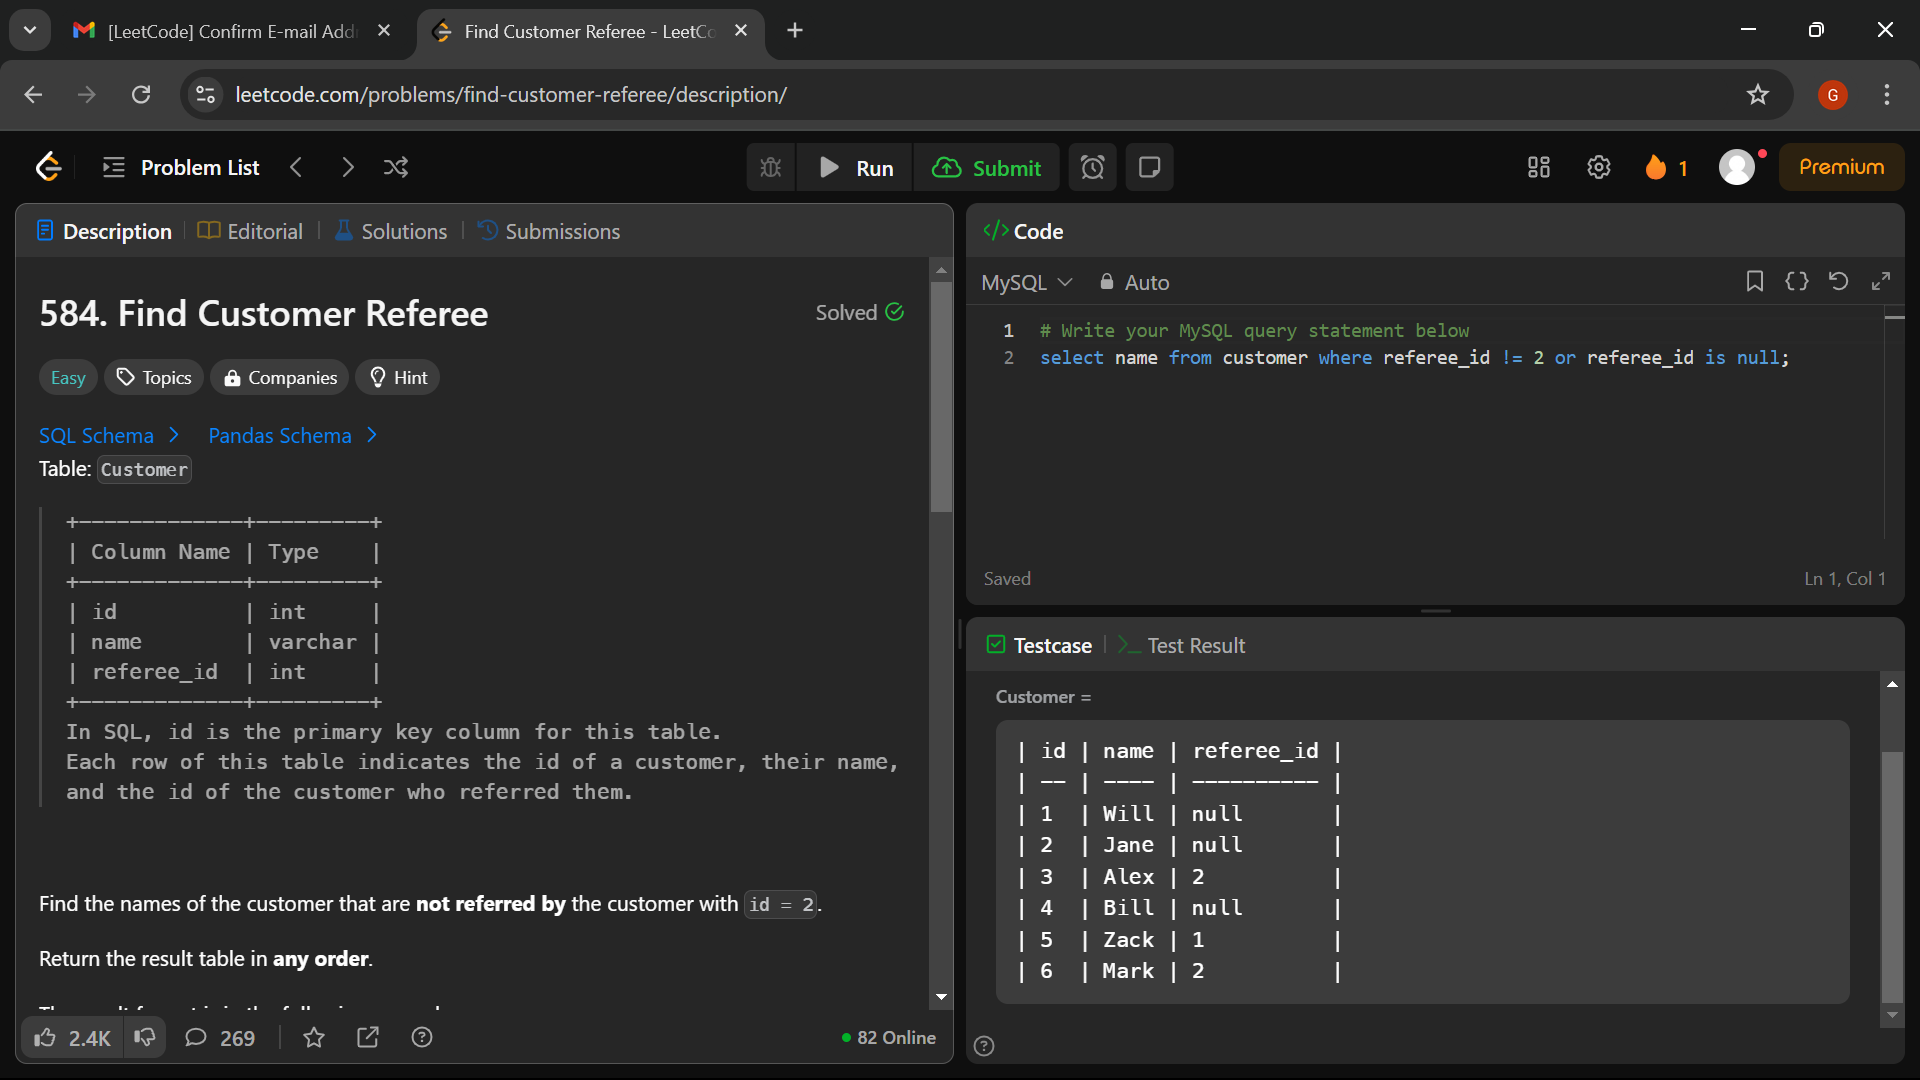 [LeetCode] Confirm E-mail Add
Find Customer Referee - LeetCo
leetcode.com/problems/find-customer-referee/description/
G
Problem List
Run
Submit
1
Premium
Description
Editorial
Solutions
Submissions
584. Find Customer Referee
Solved
Easy
Topics
Companies
Hint
SQL Schema
Pandas Schema
Table: Customer
+-------------+---------+
| Column Name | Type    |
+-------------+---------+
| id          | int     |
| name        | varchar |
| referee_id  | int     |
+-------------+---------+
In SQL, id is the primary key column for this table.
Each row of this table indicates the id of a customer, their name,
and the id of the customer who referred them.
Find the names of the customer that are not referred by the customer with id = 2.
Return the result table in any order.
2.4K
269
82 Online
Code
MySQL
Auto
1 # Write your MySQL query statement below
2 select name from customer where referee_id != 2 or referee_id is null;
Saved
Ln 1, Col 1
Testcase
Test Result
Customer =
| id | name | referee_id |
| -- | ---- | ---------- |
| 1  | Will | null       |
| 2  | Jane | null       |
| 3  | Alex | 2          |
| 4  | Bill | null       |
| 5  | Zack | 1          |
| 6  | Mark | 2          |